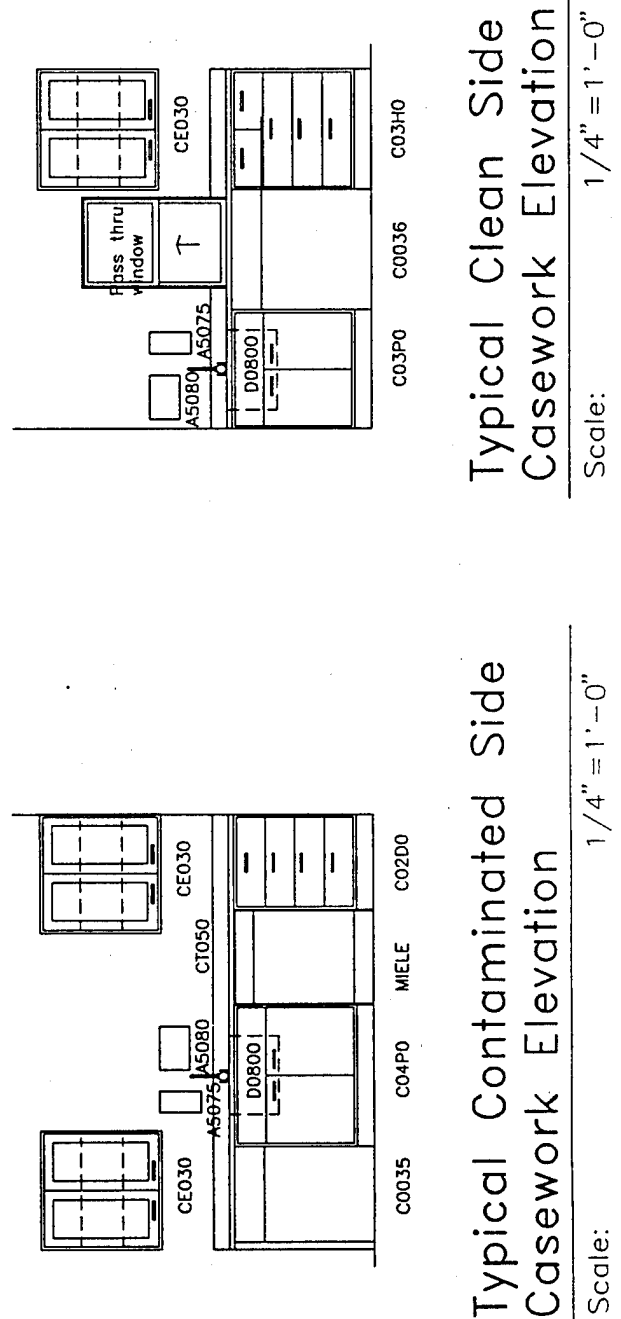 CE030
CE030
A5075
A5080
CT050
D0800
C0035
C04P0
MIELE
C02D0
Typical Contaminated Side
Casework Elevation
Scale:
1/4"=1'-0"
CE030
Pass thru
window
A5080
A5075
D0800
C03P0
C0036
C03H0
Typical Clean Side
Casework Elevation
Scale:
1/4"=1'-0"